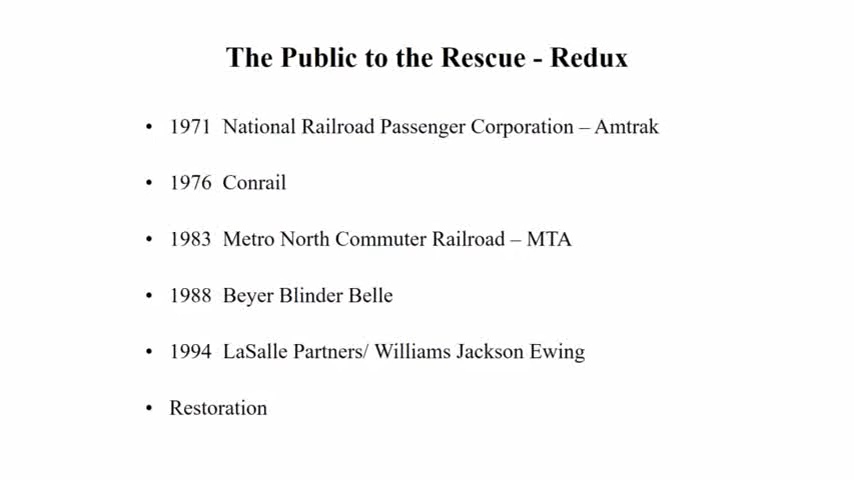 The Public to the Rescue - Redux
• 1971 National Railroad Passenger Corporation – Amtrak
• 1976 Conrail
• 1983 Metro North Commuter Railroad – MTA
• 1988 Beyer Blinder Belle
• 1994 LaSalle Partners/ Williams Jackson Ewing
• Restoration